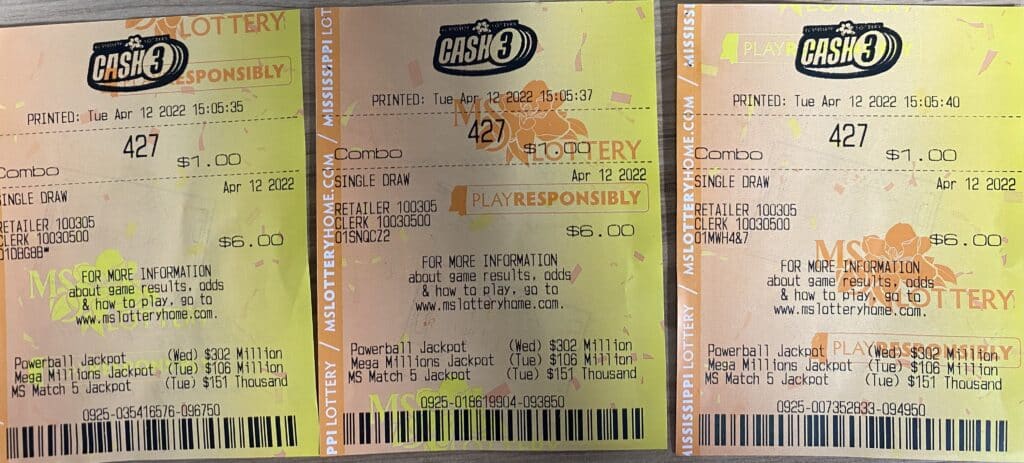 MS LOTTERY
CASH 3
PLAY RESPONSIBLY
PRINTED: Tue Apr 12 2022 15:05:35
427
Combo $1.00
SINGLE DRAW Apr 12 2022
RETAILER 100305
CLERK 10030500
$6.00
FOR MORE INFORMATION
about game results, odds
& how to play, go to
www.mslotteryhome.com.
MS LOTTERY
Powerball Jackpot (Wed) $302 Million
Mega Millions Jackpot (Tue) $106 Million
MS Match 5 Jackpot (Tue) $151 Thousand
0925-035416576-096750
MISSISSIPPI LOT
MSLOTTERYHOME.COM /
PPI LOTTERY /
CASH 3
PRINTED: Tue Apr 12 2022 15:05:37
MS LOTTERY
427
Combo $1.00
SINGLE DRAW Apr 12 2022
PLAYRESPONSIBLY
RETAILER 100305
CLERK 10030500
01SNQCZ2 $6.00
FOR MORE INFORMATION
about game results, odds
& how to play, go to
www.mslotteryhome.com.
Powerball Jackpot (Wed) $302 Million
Mega Millions Jackpot (Tue) $106 Million
MS Match 5 Jackpot (Tue) $151 Thousand
0925-018619904-093850
MISSIS
MSLOTTERYHOME.COM /
MISSISSIPPI LOTTERY /
PLAY
CASH 3
PRINTED: Tue Apr 12 2022 15:05:40
427
Combo $1.00
SINGLE DRAW Apr 12 2022
RETAILER 100305
CLERK 10030500
01MWH4&7 $6.00
MS LOTTERY
FOR MORE INFORMATION
about game results, odds
& how to play, go to
www.mslotteryhome.com.
PLAYRESPONSIBLY
Powerball Jackpot (Wed) $302 Million
Mega Millions Jackpot (Tue) $106 Million
MS Match 5 Jackpot (Tue) $151 Thousand
0925-007352833-094950